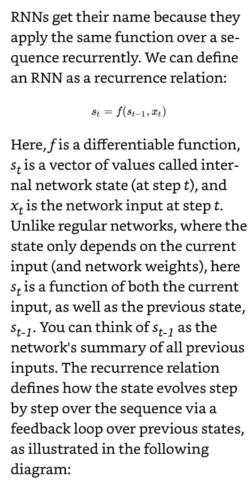 RNNs get their name because they
apply the same function over a se-
quence recurrently. We can define
an RNN as a recurrence relation:
s_t = f(s_{t-1}, x_t)
Here, f is a differentiable function,
s_t is a vector of values called inter-
nal network state (at step t), and
x_t is the network input at step t.
Unlike regular networks, where the
state only depends on the current
input (and network weights), here
s_t is a function of both the current
input, as well as the previous state,
s_{t-1}. You can think of s_{t-1} as the
network's summary of all previous
inputs. The recurrence relation
defines how the state evolves step
by step over the sequence via a
feedback loop over previous states,
as illustrated in the following
diagram: